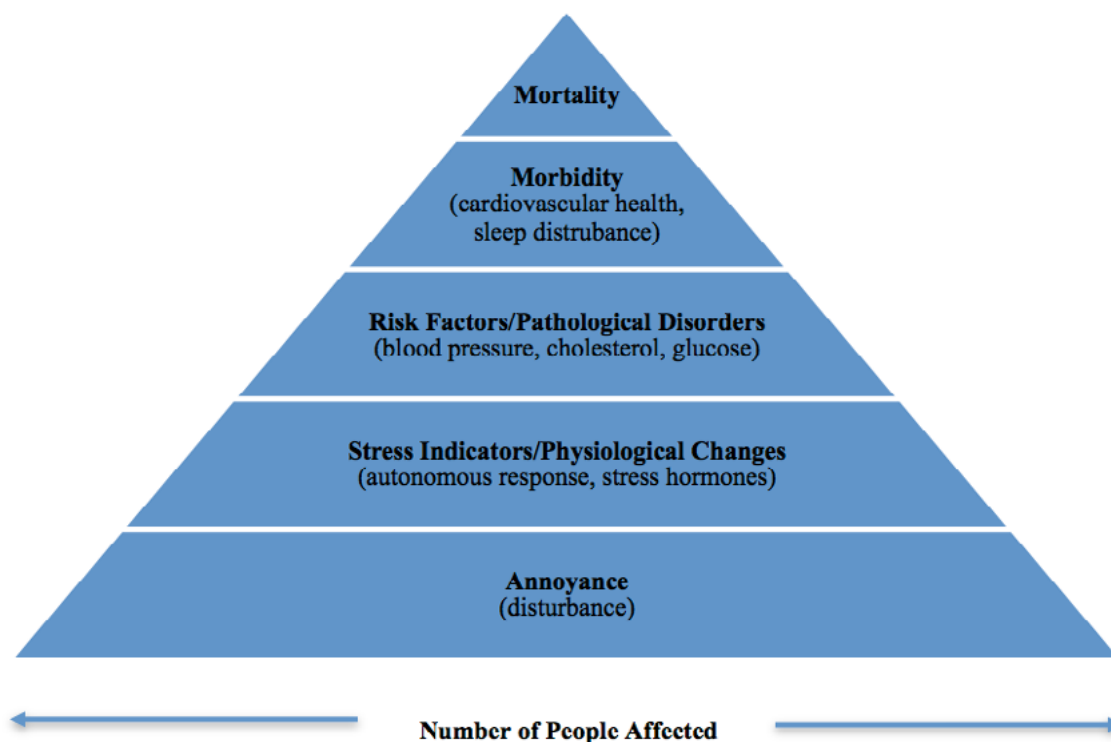 Mortality
Morbidity
(cardiovascular health,
sleep distrubance)
Risk Factors/Pathological Disorders
(blood pressure, cholesterol, glucose)
Stress Indicators/Physiological Changes
(autonomous response, stress hormones)
Annoyance
(disturbance)
Number of People Affected